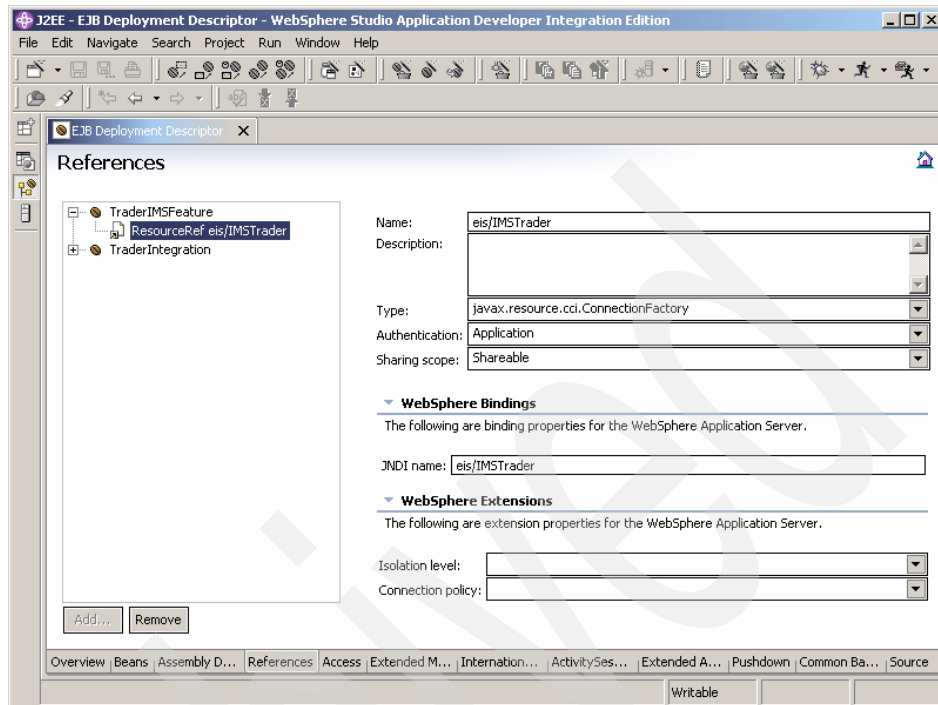 J2EE - EJB Deployment Descriptor - WebSphere Studio Application Developer Integration Edition
File Edit Navigate Search Project Run Window Help
EJB Deployment Descriptor
References
TraderIMSFeature
ResourceRef eis/IMSTrader
TraderIntegration
Name: eis/IMSTrader
Description:
Type: javax.resource.cci.ConnectionFactory
Authentication: Application
Sharing scope: Shareable
WebSphere Bindings
The following are binding properties for the WebSphere Application Server.
JNDI name: eis/IMSTrader
WebSphere Extensions
The following are extension properties for the WebSphere Application Server.
Isolation level:
Connection policy:
Add... Remove
Overview Beans Assembly D... References Access Extended M... Internation... ActivitySes... Extended A... Pushdown Common Ba... Source
Writable